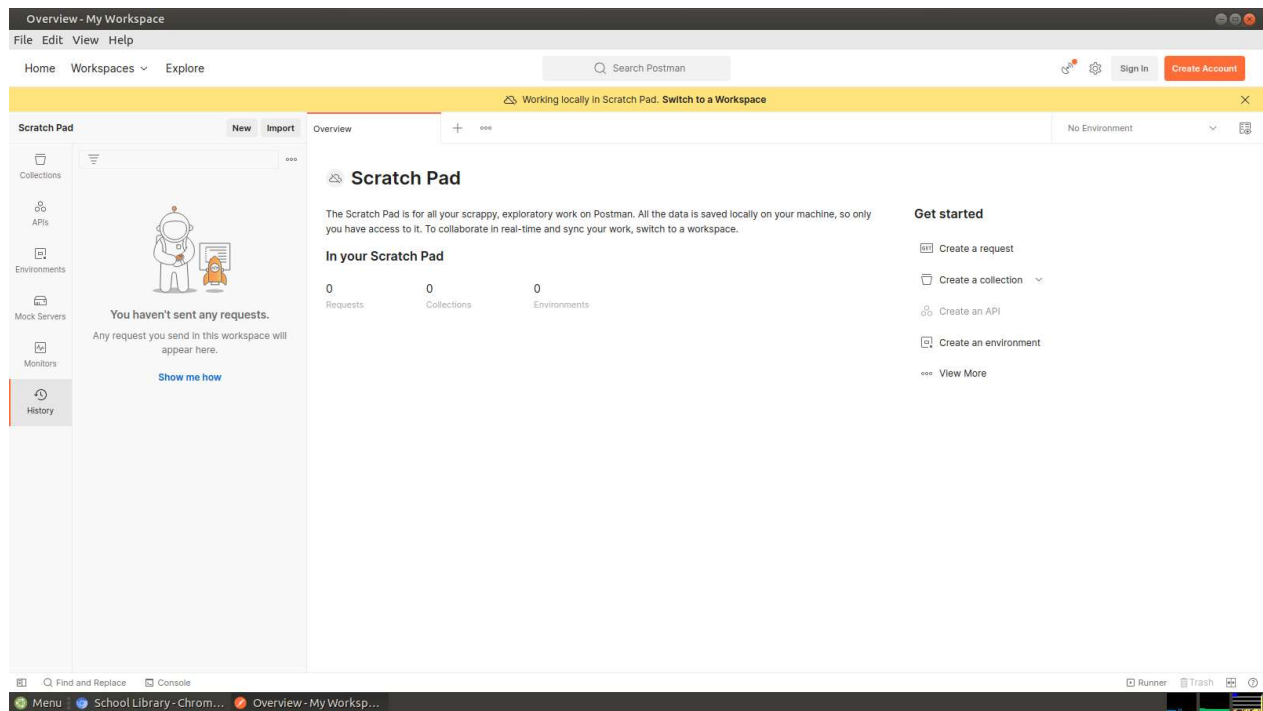 Overview - My Workspace
File Edit View Help
Home Workspaces Explore Search Postman Sign In Create Account
Working locally in Scratch Pad. Switch to a Workspace
Scratch Pad New Import Overview No Environment
Collections
APIs
Environments
Mock Servers
Monitors
History
You haven't sent any requests.
Any request you send in this workspace will
appear here.
Show me how
Scratch Pad
The Scratch Pad is for all your scrappy, exploratory work on Postman. All the data is saved locally on your machine, so only
you have access to it. To collaborate in real-time and sync your work, switch to a workspace.
In your Scratch Pad
0 0 0
Requests Collections Environments
Get started
GET Create a request
Create a collection
Create an API
Create an environment
View More
Find and Replace Console Runner Trash
Menu School Library - Chrom... Overview - My Worksp...